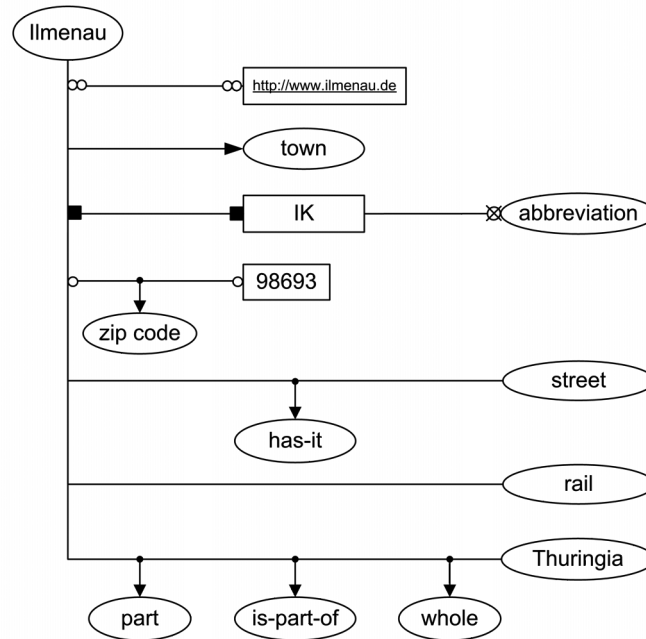 Ilmenau
http://www.ilmenau.de
town
IK
abbreviation
98693
zip code
street
has-it
rail
Thuringia
part
is-part-of
whole